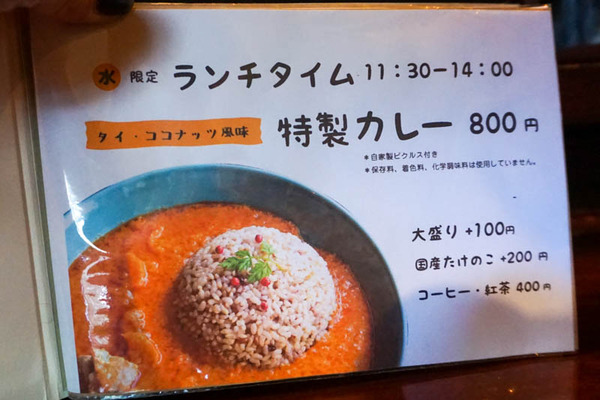 水 限定 ランチタイム 11:30-14:00
タイ・ココナッツ風味 特製カレー 800円
*自家製ピクルス付き
*保存料、着色料、化学調味料は使用していません。
大盛り +100円
国産たけのこ +200 円
コーヒー・紅茶 400円